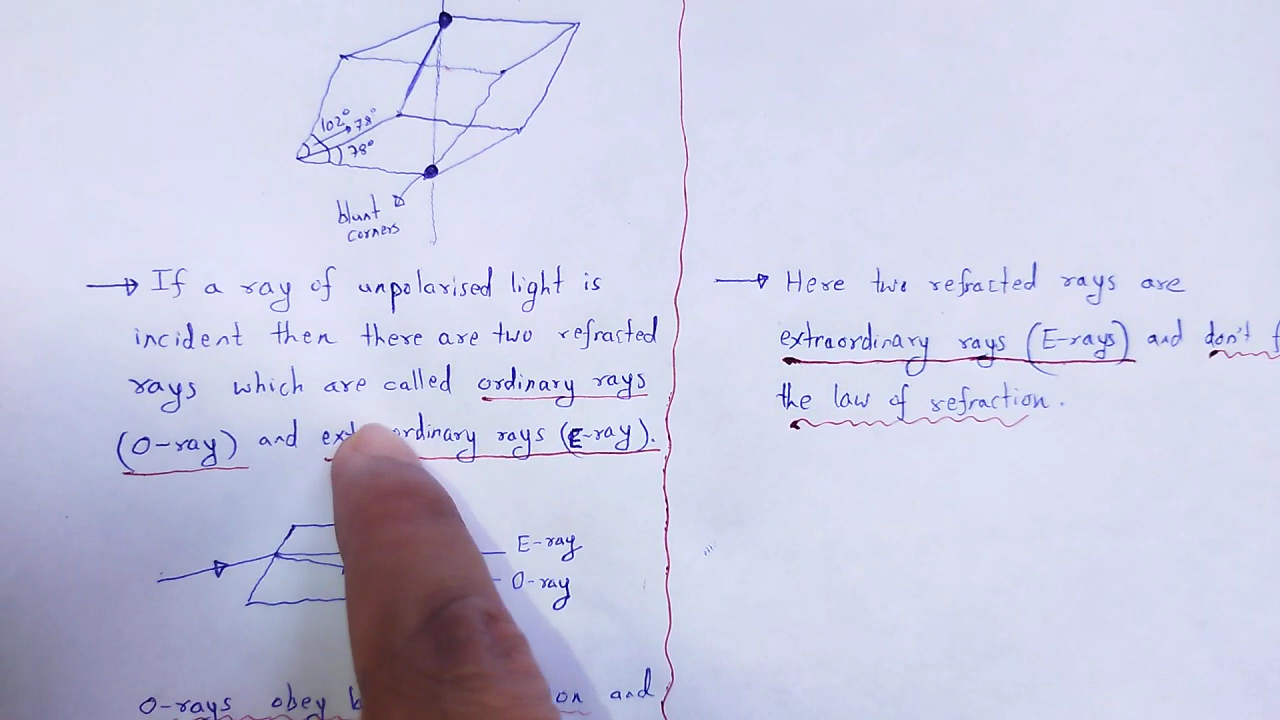 102° 78°
78°
blunt
corners
→ If a ray of unpolarised light is
incident then there are two refracted
rays which are called ordinary rays
(O-ray) and ordinary rays (E-ray).
E-ray
O-ray
O-rays obey and
→ Here two refracted rays are
extraordinary rays (E-rays) and don't
the law of refraction.